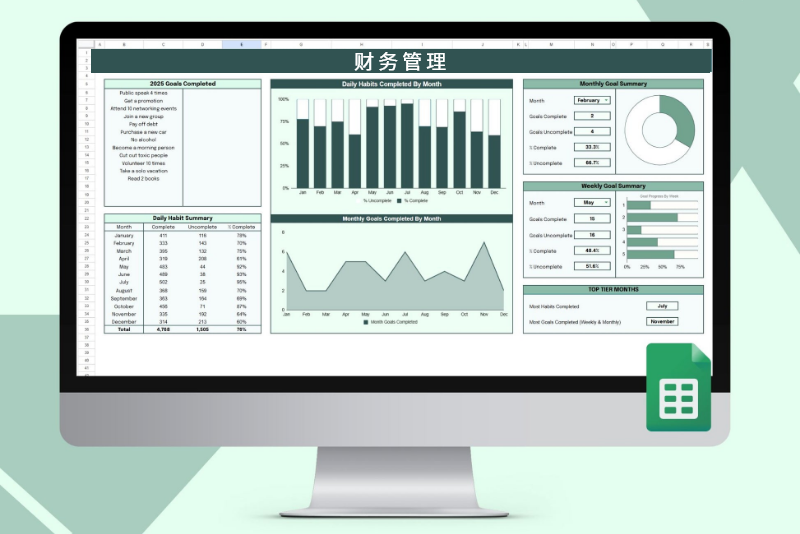 财务管理
2025 Goals Completed
Public speak 4 times
Get a promotion
Attend 10 networking events
Join a new group
Pay off debt
Purchase a new car
No alcohol
Become a morning person
Cut out toxic people
Volunteer 10 times
Take a solo vacation
Read 2 books
Daily Habits Completed By Month
100%
75%
50%
25%
0%
Jan Feb Mar Apr May Jun Jul Aug Sep Oct Nov Dec
% Uncomplete % Complete
Monthly Goal Summary
Month February
Goals Complete 2
Goals Uncomplete 4
% Complete 33.3%
% Uncomplete 66.7%
Weekly Goal Summary
Month May
Goals Complete 15
Goals Uncomplete 16
% Complete 48.4%
% Uncomplete 51.6%
Goal Progress By Week
1
2
3
4
5
0% 25% 50% 75%
Daily Habit Summary
Month Complete Uncomplete % Complete
January 411 119 78%
February 333 143 70%
March 395 132 75%
April 319 206 61%
May 483 44 92%
June 489 38 93%
July 502 25 95%
August 368 159 70%
September 363 164 69%
October 455 71 87%
November 335 192 64%
December 314 213 60%
Total 4,768 1,505 76%
Monthly Goals Completed By Month
8
6
4
2
0
Jan Feb Mar Apr May Jun Jul Aug Sep Oct Nov Dec
Month Goals Completed
TOP TIER MONTHS
Most Habits Completed July
Most Goals Completed (Weekly & Monthly) November